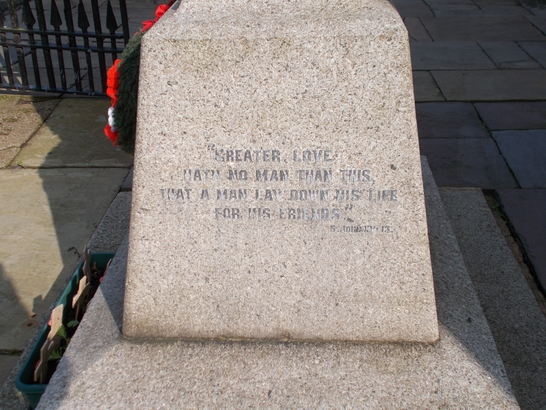 "GREATER LOVE
HATH NO MAN THAN THIS,
THAT A MAN LAY DOWN HIS LIFE
FOR HIS FRIENDS."